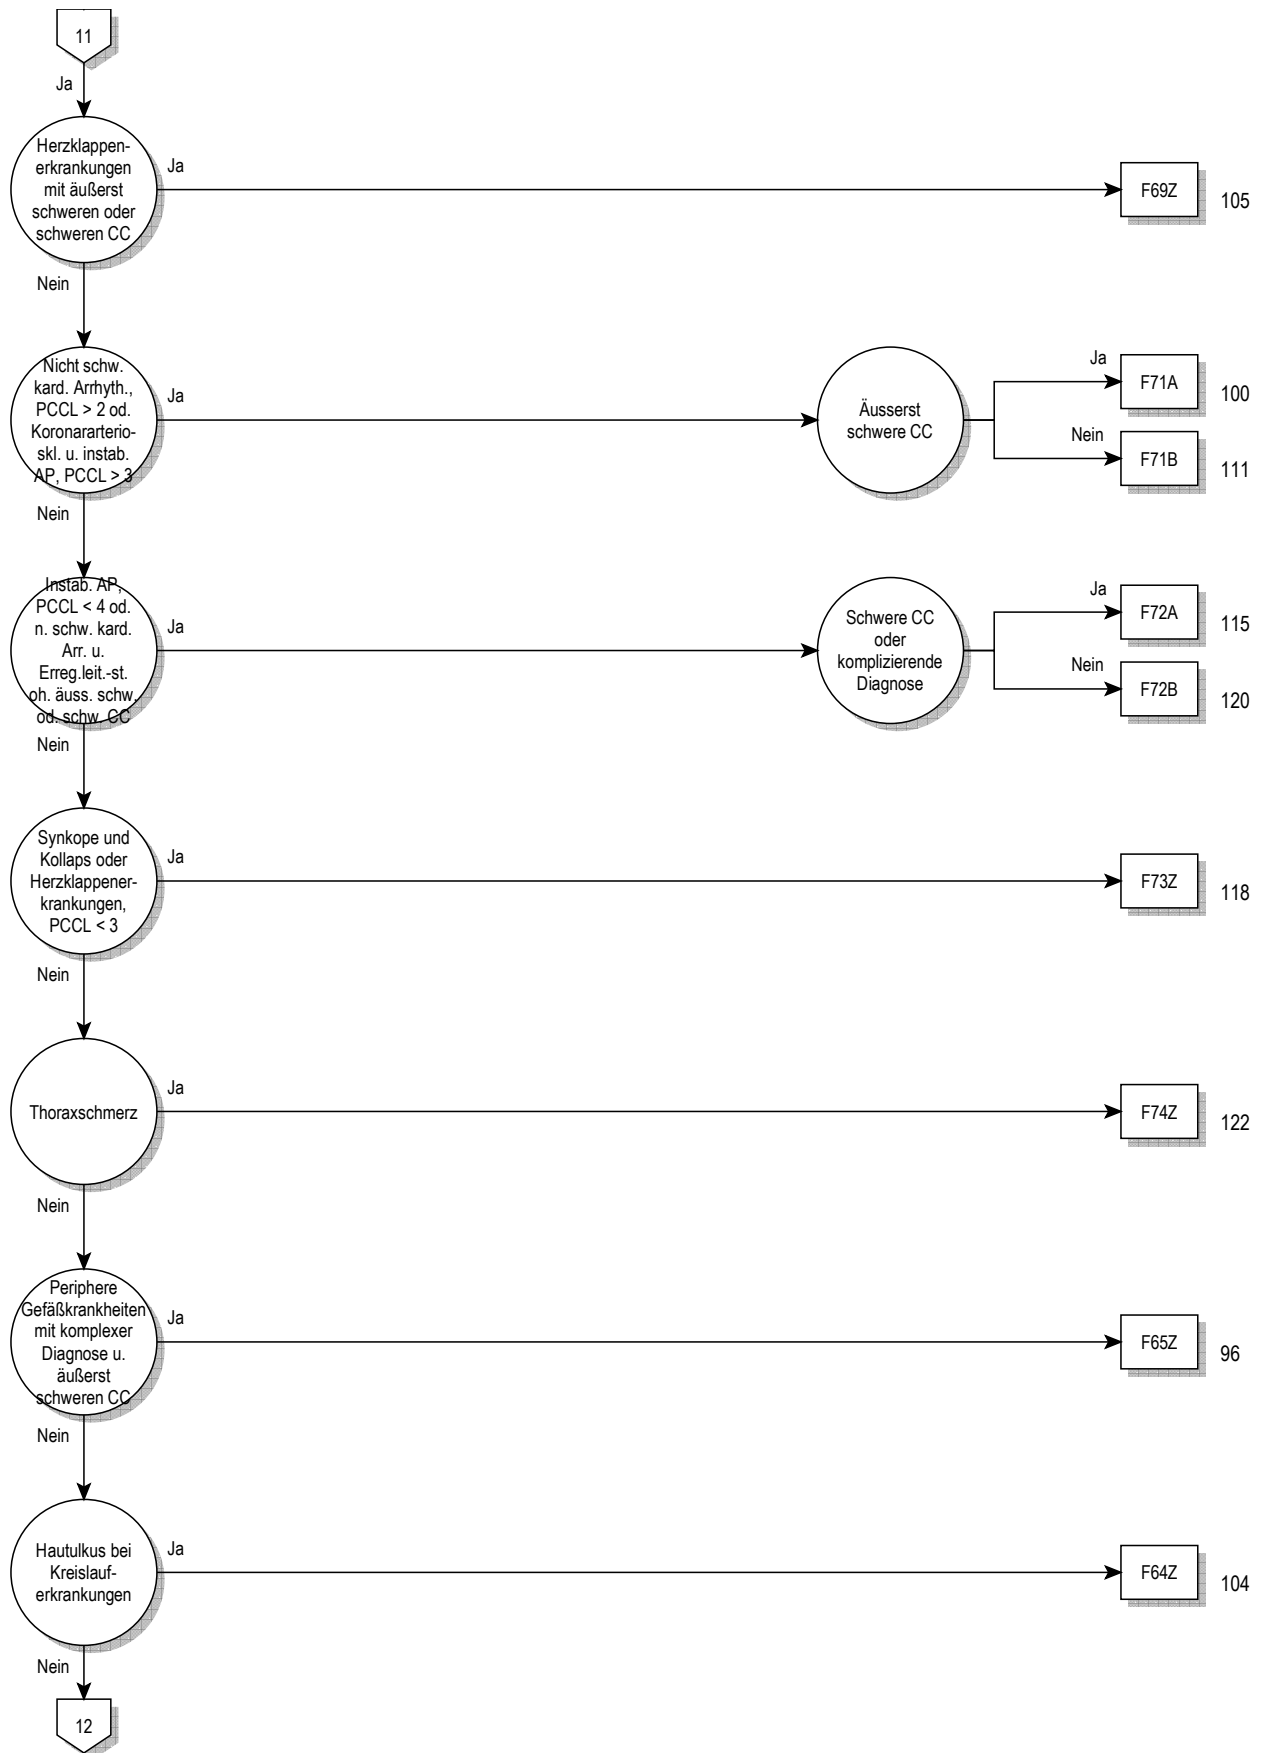 11
Ja
Herzklappen-
erkrankungen
mit äußerst
schweren oder
schweren CC
Ja
F69Z
105
Nein
Nicht schw.
kard. Arrhyth.,
PCCL > 2 od.
Koronararterio-
skl. u. instab.
AP, PCCL > 3
Ja
Äusserst
schwere CC
Ja
F71A
100
Nein
F71B
111
Nein
Instab. AP,
PCCL < 4 od.
n. schw. kard.
Arr. u.
Erreg.leit.-st.
oh. äuss. schw.
od. schw. CC
Ja
Schwere CC
oder
komplizierende
Diagnose
Ja
F72A
115
Nein
F72B
120
Nein
Synkope und
Kollaps oder
Herzklappener-
krankungen,
PCCL < 3
Ja
F73Z
118
Nein
Thoraxschmerz
Ja
F74Z
122
Nein
Periphere
Gefäßkrankheiten
mit komplexer
Diagnose u.
äußerst
schweren CC
Ja
F65Z
96
Nein
Hautulkus bei
Kreislauf-
erkrankungen
Ja
F64Z
104
Nein
12